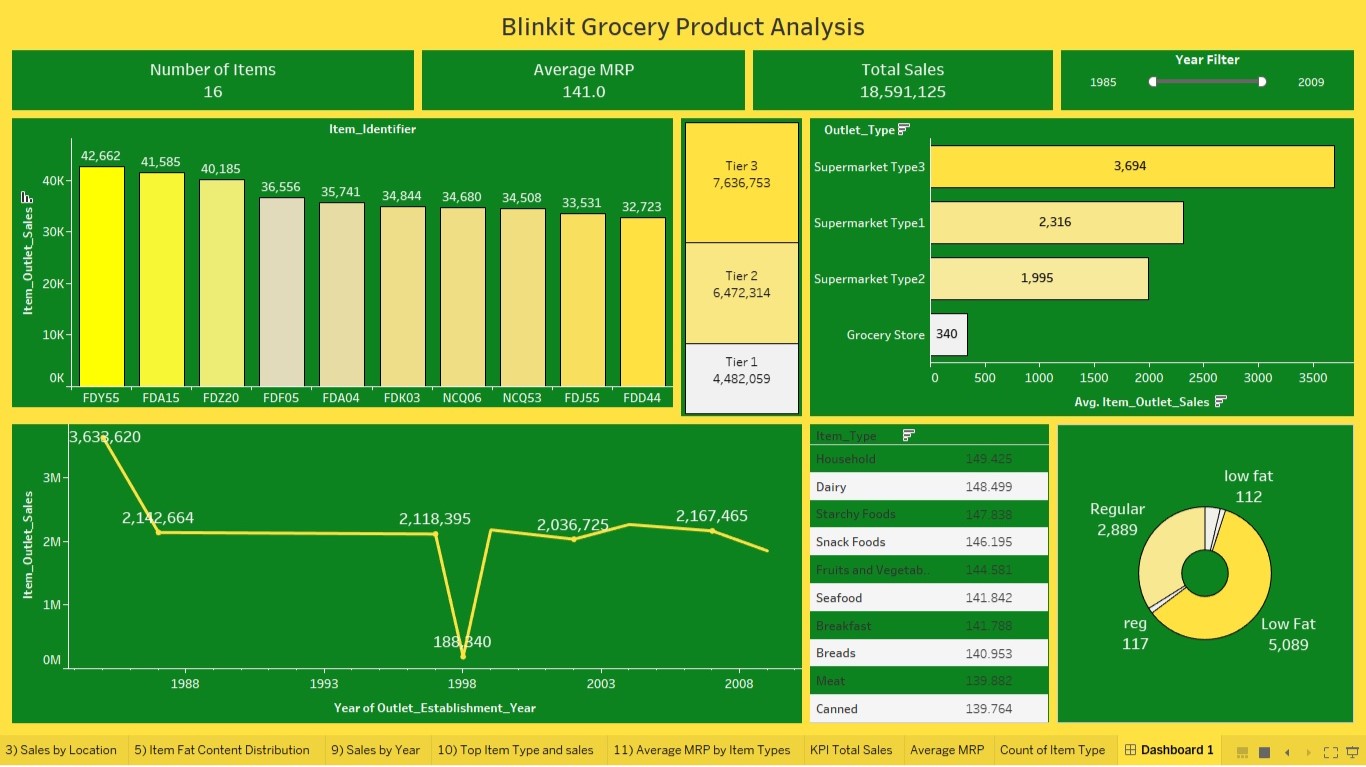 Blinkit Grocery Product Analysis
Number of Items
16
Average MRP
141.0
Total Sales
18,591,125
Year Filter
1985
2009
Item_Identifier
Item_Outlet_Sales
40K
30K
20K
10K
0K
42,662
41,585
40,185
36,556
35,741
34,844
34,680
34,508
33,531
32,723
FDY55
FDA15
FDZ20
FDF05
FDA04
FDK03
NCQ06
NCQ53
FDJ55
FDD44
Tier 3
7,636,753
Tier 2
6,472,314
Tier 1
4,482,059
Outlet_Type
Supermarket Type3
3,694
Supermarket Type1
2,316
Supermarket Type2
1,995
Grocery Store
340
0
500
1000
1500
2000
2500
3000
3500
Avg. Item_Outlet_Sales
Item_Outlet_Sales
3M
2M
1M
0M
3,633,620
2,142,664
2,118,395
188,340
2,036,725
2,167,465
1988
1993
1998
2003
2008
Year of Outlet_Establishment_Year
Item_Type
Household 149.425
Dairy 148.499
Starchy Foods 147.838
Snack Foods 146.195
Fruits and Vegetab.. 144.581
Seafood 141.842
Breakfast 141.788
Breads 140.953
Meat 139.882
Canned 139.764
low fat
112
Regular
2,889
reg
117
Low Fat
5,089
3) Sales by Location
5) Item Fat Content Distribution
9) Sales by Year
10) Top Item Type and sales
11) Average MRP by Item Types
KPI Total Sales
Average MRP
Count of Item Type
Dashboard 1